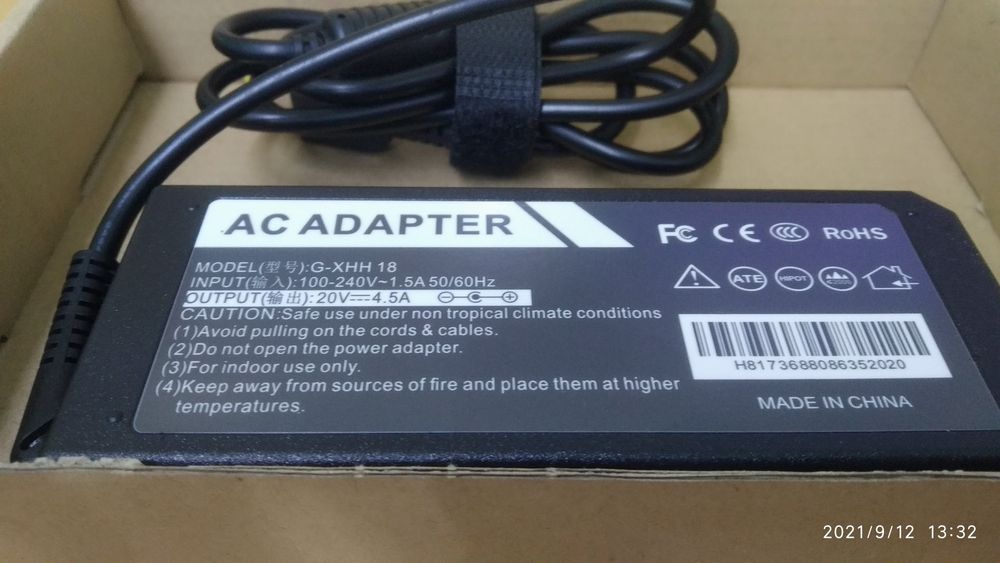 AC ADAPTER
FC CE CCC RoHS
MODEL(型号):G-XHH 18
INPUT(输入):100-240V~1.5A 50/60Hz
OUTPUT(输出):20V⎓4.5A
CAUTION:Safe use under non tropical climate conditions
(1)Avoid pulling on the cords & cables.
(2)Do not open the power adapter.
(3)For indoor use only.
(4)Keep away from sources of fire and place them at higher
temperatures.
ATE HIPOT
H8173688086352020
MADE IN CHINA
2021/9/12 13:32